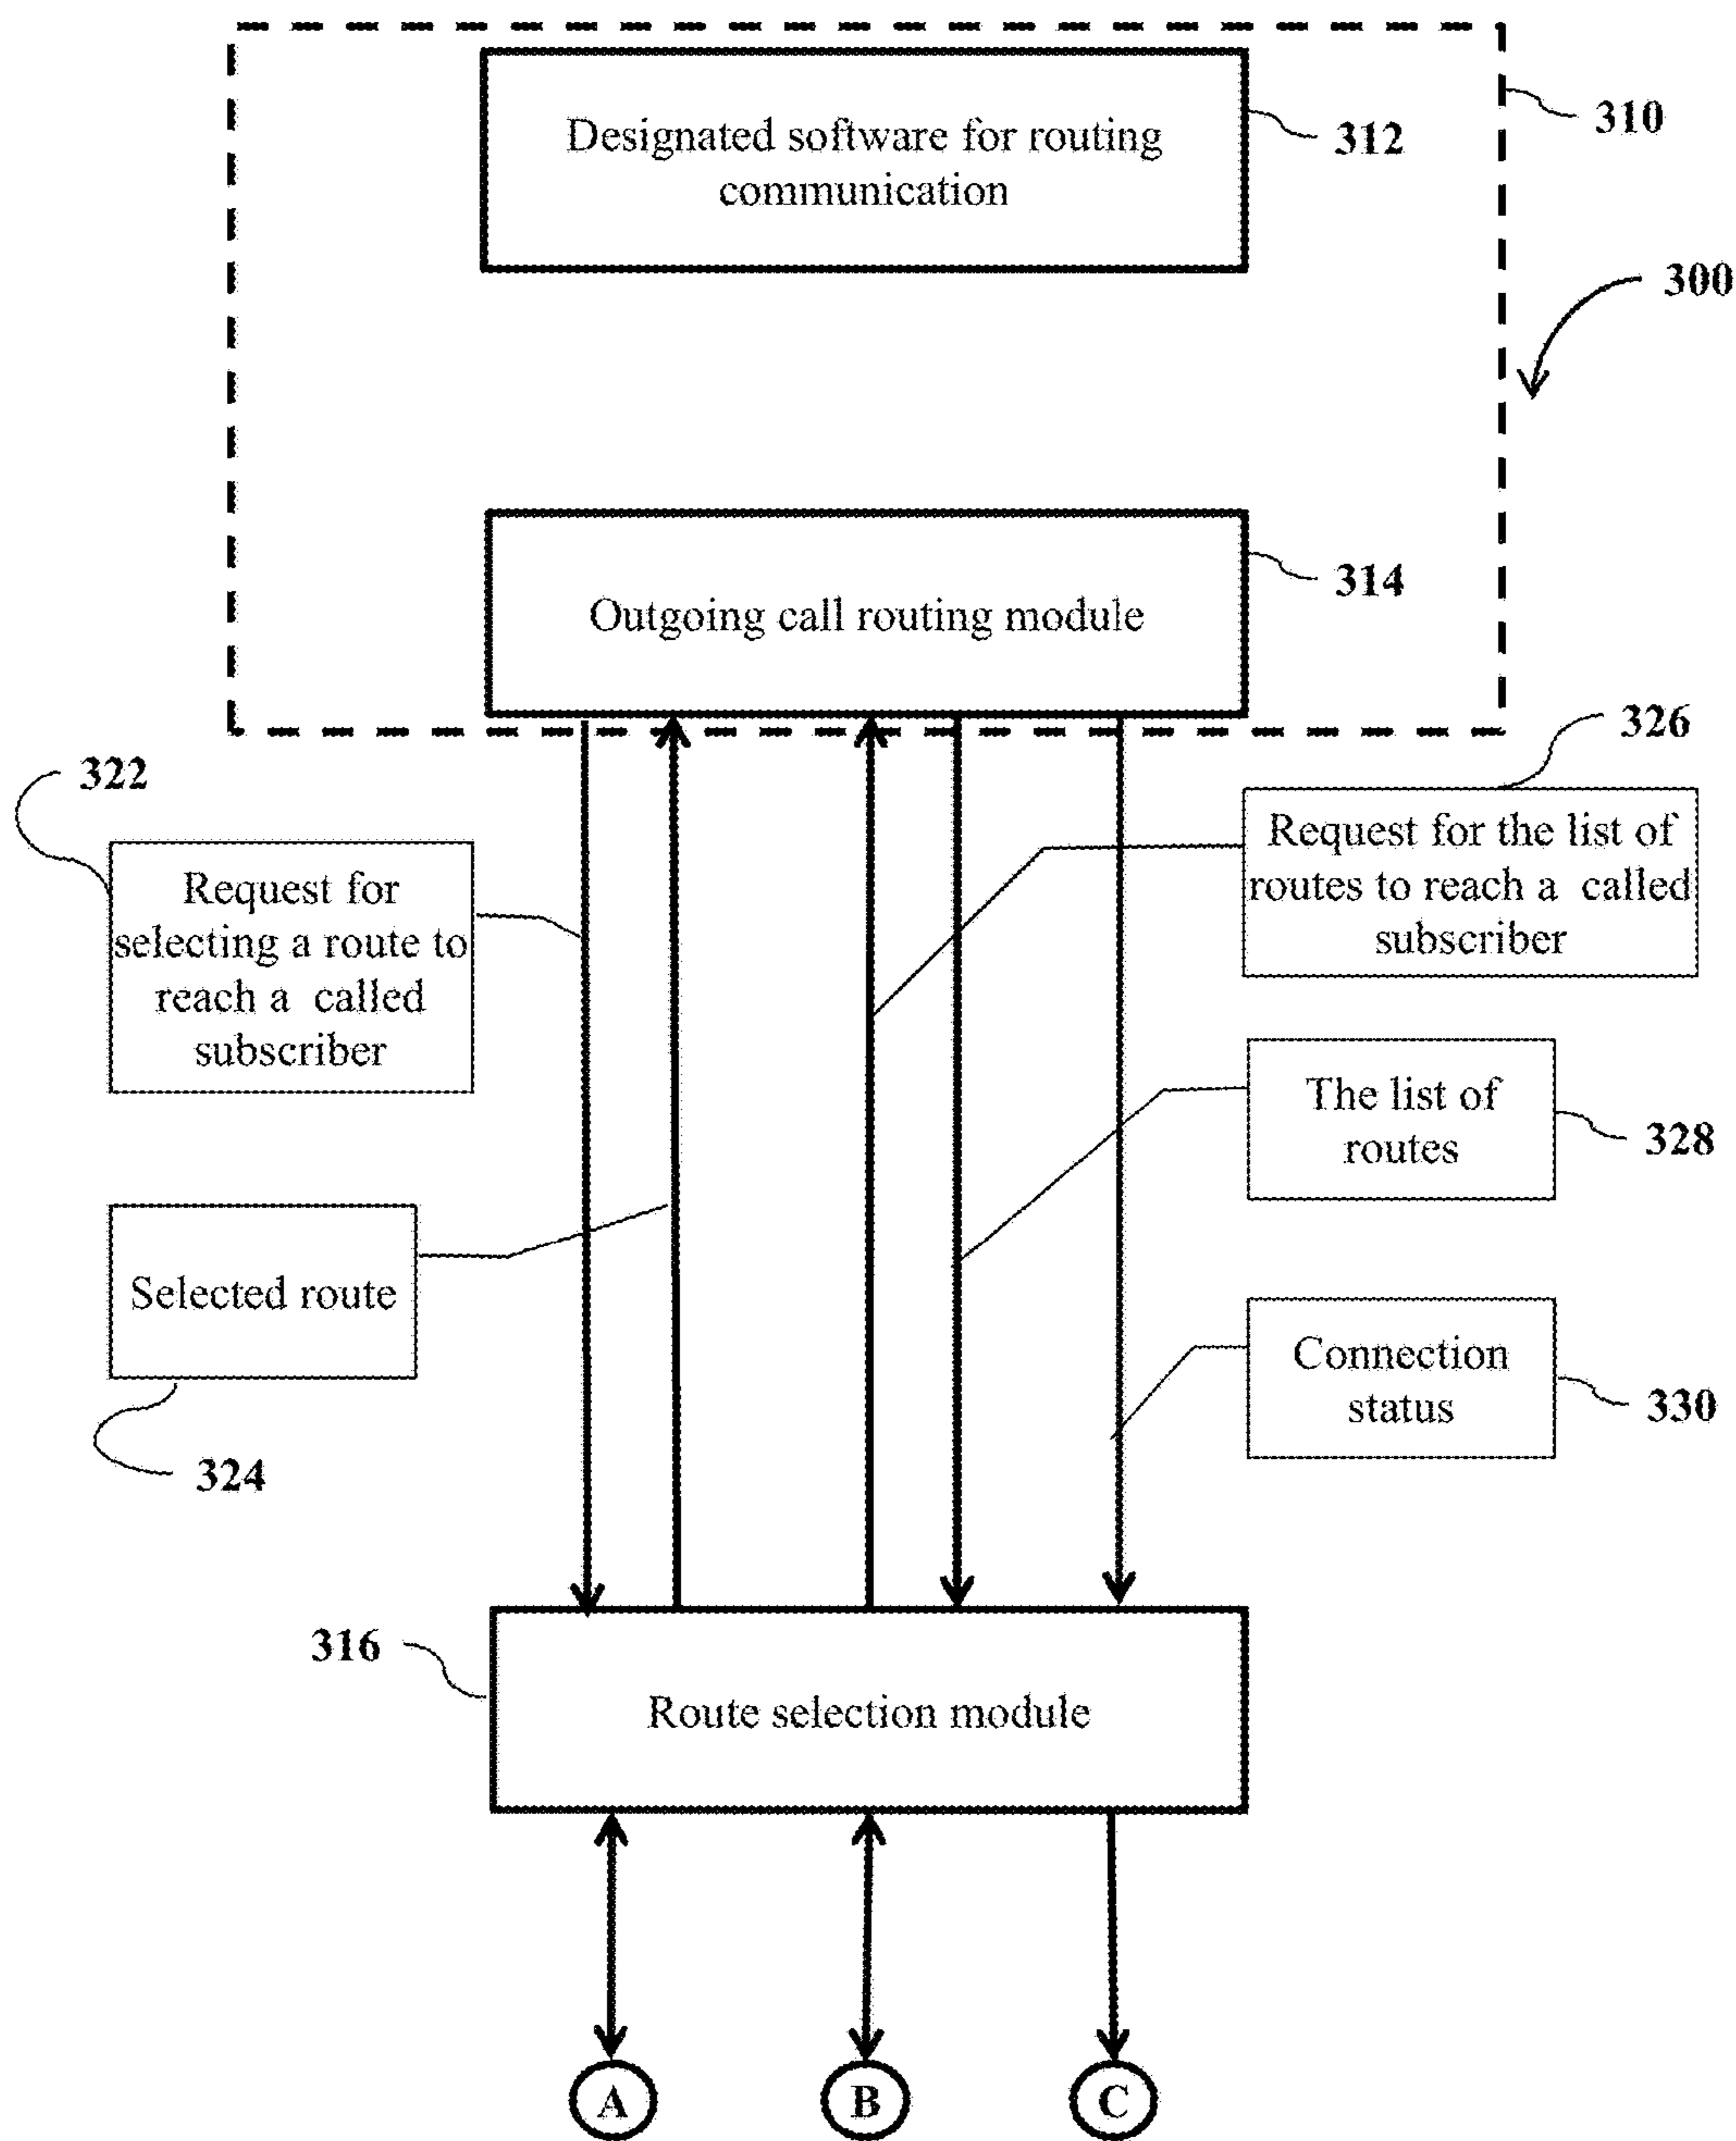 310
Designated software for routing
communication
312
300
Outgoing call routing module
314
326
322
Request for the list of
routes to reach a called
subscriber
Request for
selecting a route to
reach a called
subscriber
The list of
routes
328
Selected route
324
Connection
status
330
316
Route selection module
A
B
C